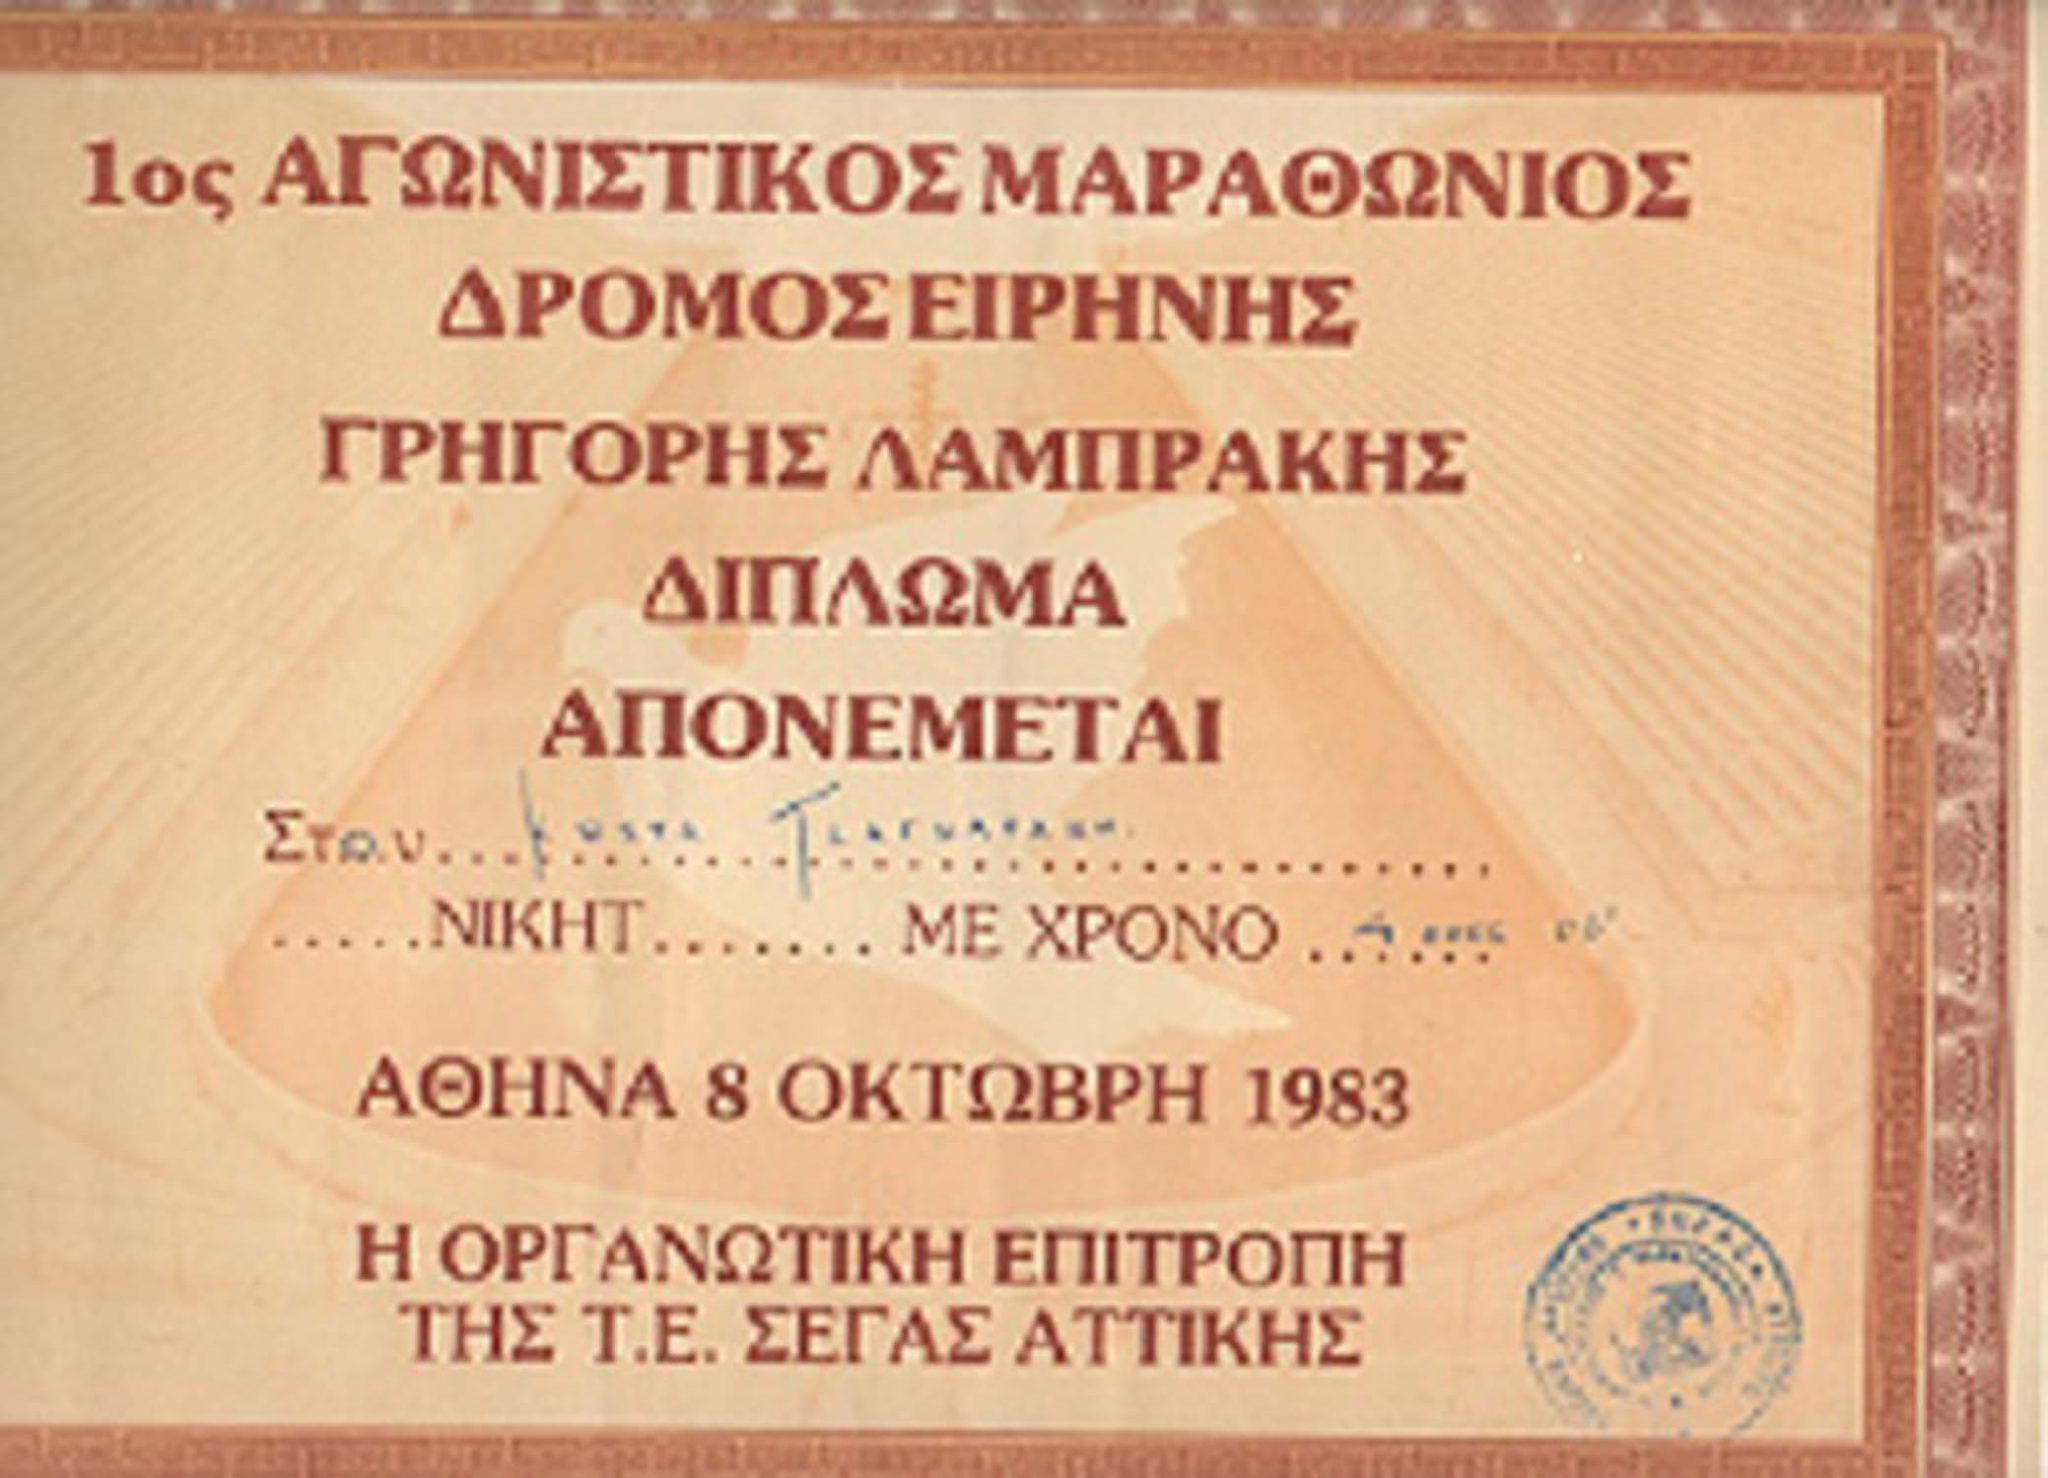 1ος ΑΓΩΝΙΣΤΙΚΟΣ ΜΑΡΑΘΩΝΙΟΣ
ΔΡΟΜΟΣ ΕΙΡΗΝΗΣ
ΓΡΗΓΟΡΗΣ ΛΑΜΠΡΑΚΗΣ
ΔΙΠΛΩΜΑ
ΑΠΟΝΕΜΕΤΑΙ
Στον
ΝΙΚΗΤ ΜΕ ΧΡΟΝΟ
ΑΘΗΝΑ 8 ΟΚΤΩΒΡΗ 1983
Η ΟΡΓΑΝΩΤΙΚΗ ΕΠΙΤΡΟΠΗ
ΤΗΣ Τ.Ε. ΣΕΓΑΣ ΑΤΤΙΚΗΣ